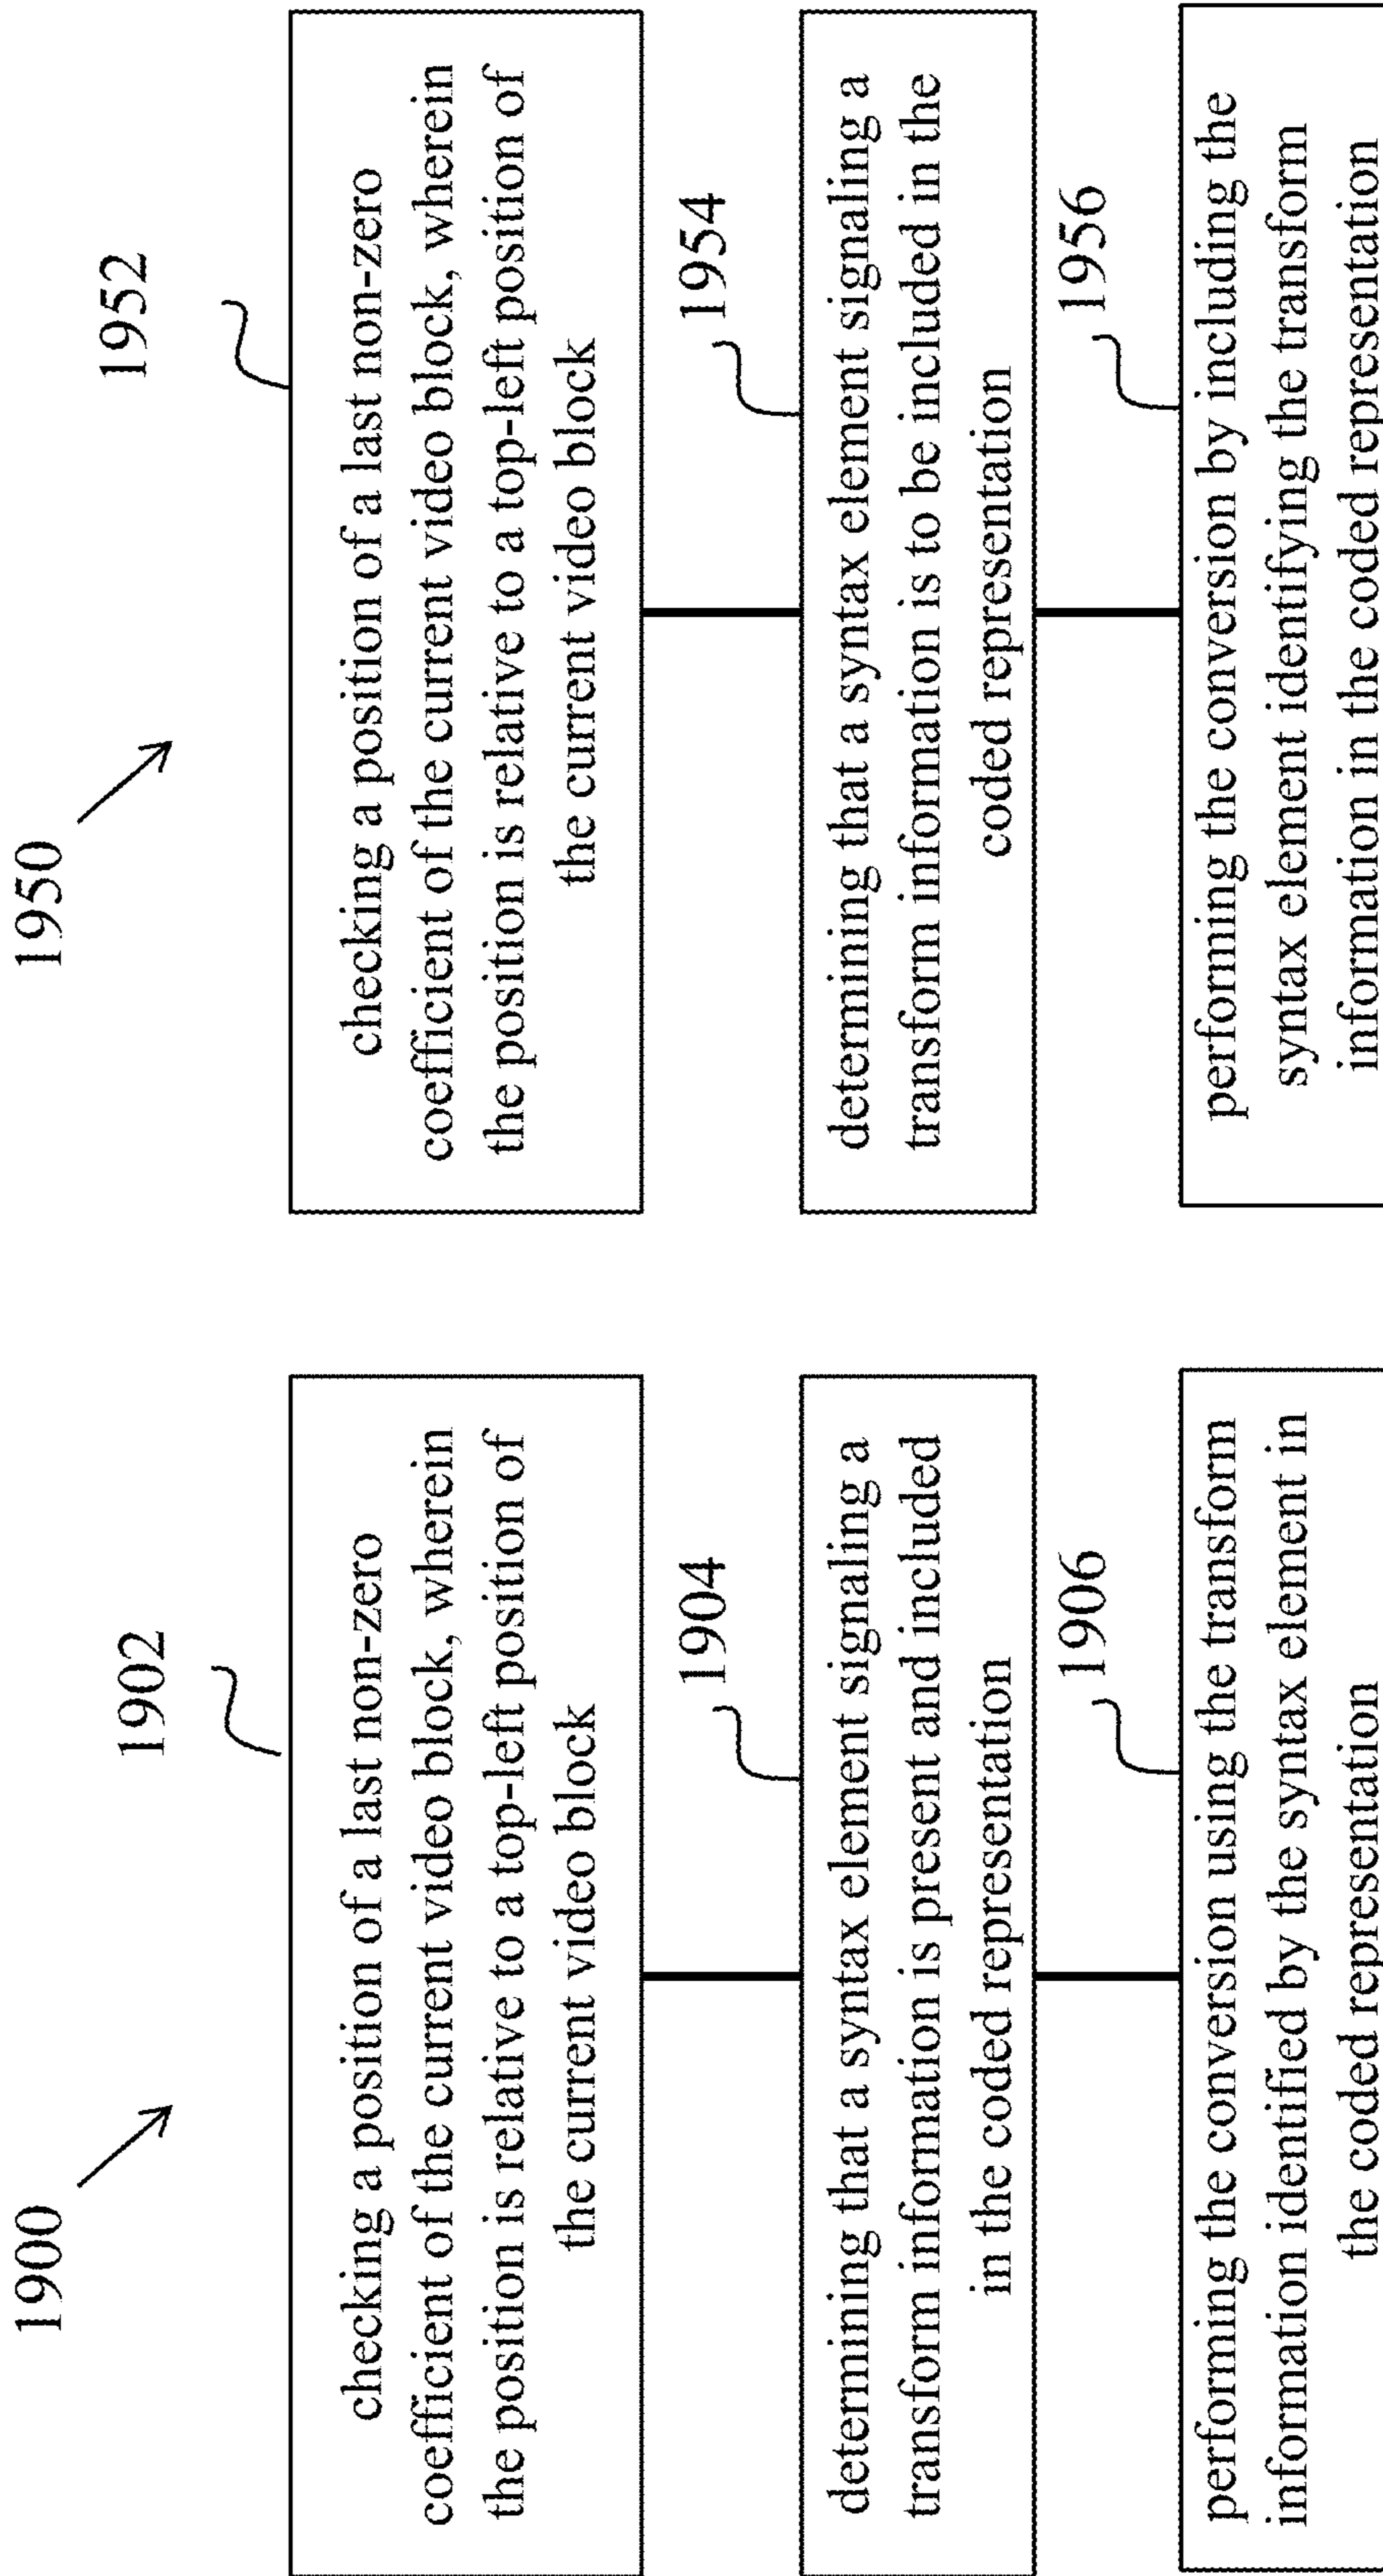 1900
1902
checking a position of a last non-zero
coefficient of the current video block, wherein
the position is relative to a top-left position of
the current video block
1904
determining that a syntax element signaling a
transform information is present and included
in the coded representation
1906
performing the conversion using the transform
information identified by the syntax element in
the coded representation
1950
1952
checking a position of a last non-zero
coefficient of the current video block, wherein
the position is relative to a top-left position of
the current video block
1954
determining that a syntax element signaling a
transform information is to be included in the
coded representation
1956
performing the conversion by including the
syntax element identifying the transform
information in the coded representation